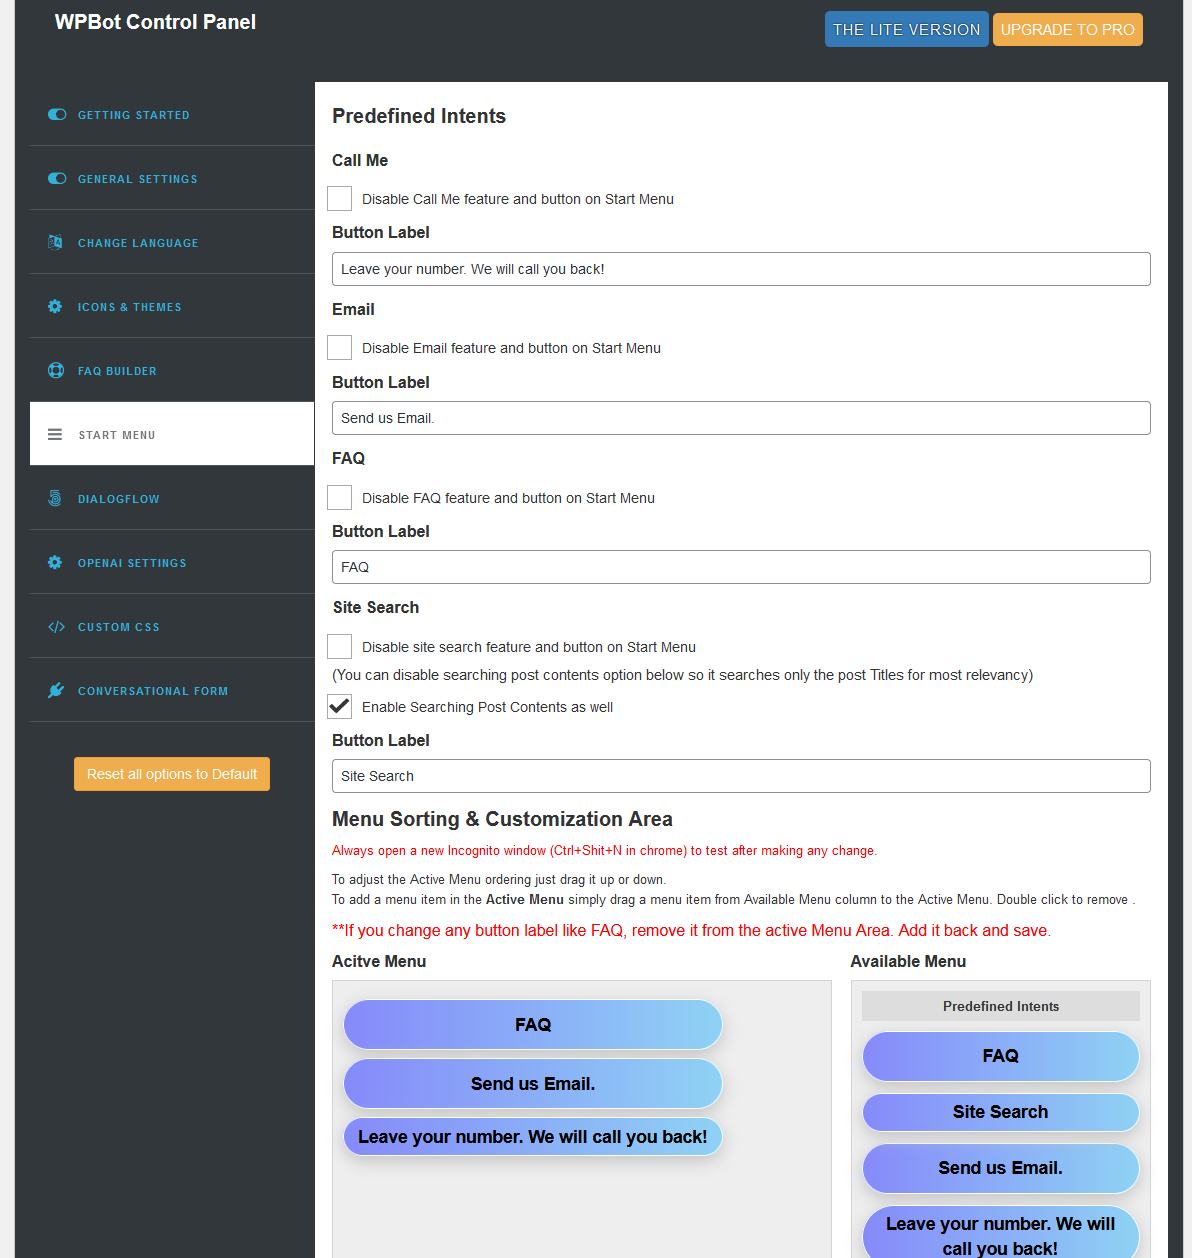 WPBot Control Panel
THE LITE VERSION
UPGRADE TO PRO
GETTING STARTED
GENERAL SETTINGS
CHANGE LANGUAGE
ICONS & THEMES
FAQ BUILDER
START MENU
DIALOGFLOW
OPENAI SETTINGS
CUSTOM CSS
CONVERSATIONAL FORM
Reset all options to Default
Predefined Intents
Call Me
Disable Call Me feature and button on Start Menu
Button Label
Leave your number. We will call you back!
Email
Disable Email feature and button on Start Menu
Button Label
Send us Email.
FAQ
Disable FAQ feature and button on Start Menu
Button Label
FAQ
Site Search
Disable site search feature and button on Start Menu
(You can disable searching post contents option below so it searches only the post Titles for most relevancy)
Enable Searching Post Contents as well
Button Label
Site Search
Menu Sorting & Customization Area
Always open a new Incognito window (Ctrl+Shit+N in chrome) to test after making any change.
To adjust the Active Menu ordering just drag it up or down.
To add a menu item in the Active Menu simply drag a menu item from Available Menu column to the Active Menu. Double click to remove .
**If you change any button label like FAQ, remove it from the active Menu Area. Add it back and save.
Acitve Menu
FAQ
Send us Email.
Leave your number. We will call you back!
Available Menu
Predefined Intents
FAQ
Site Search
Send us Email.
Leave your number. We will
call you back!